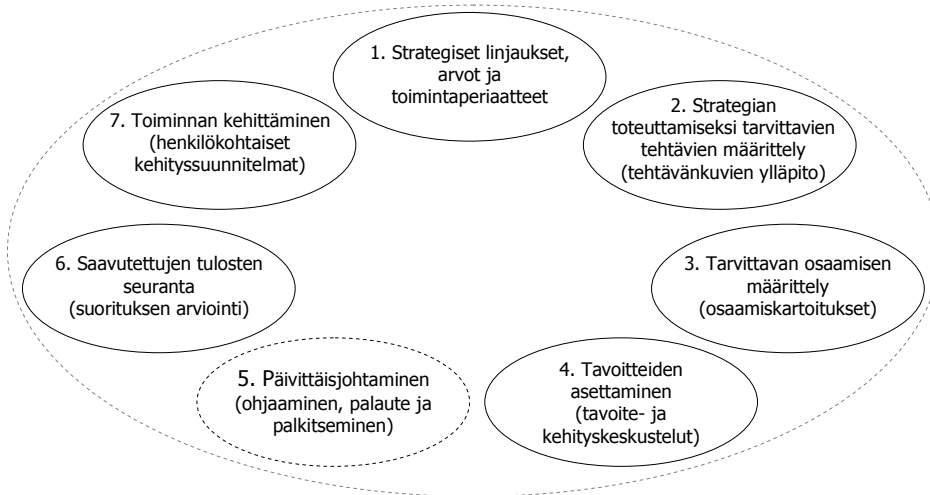 1. Strategiset linjaukset,
arvot ja
toimintaperiaatteet
2. Strategian
toteuttamiseksi tarvittavien
tehtävien määrittely
(tehtävänkuvien ylläpito)
3. Tarvittavan osaamisen
määrittely
(osaamiskartoitukset)
4. Tavoitteiden
asettaminen
(tavoite- ja
kehityskeskustelut)
5. Päivittäisjohtaminen
(ohjaaminen, palaute ja
palkitseminen)
6. Saavutettujen tulosten
seuranta
(suorituksen arviointi)
7. Toiminnan kehittäminen
(henkilökohtaiset
kehityssuunnitelmat)